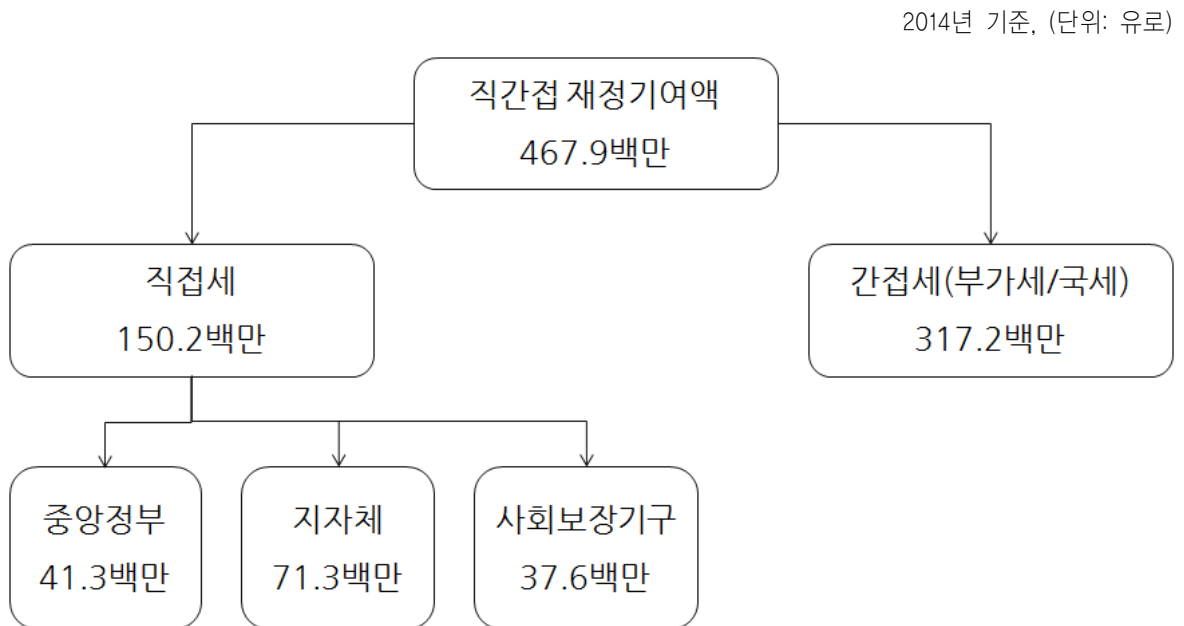 2014년 기준, (단위: 유로)
직간접 재정기여액
467.9백만
직접세
150.2백만
간접세(부가세/국세)
317.2백만
중앙정부
41.3백만
지자체
71.3백만
사회보장기구
37.6백만